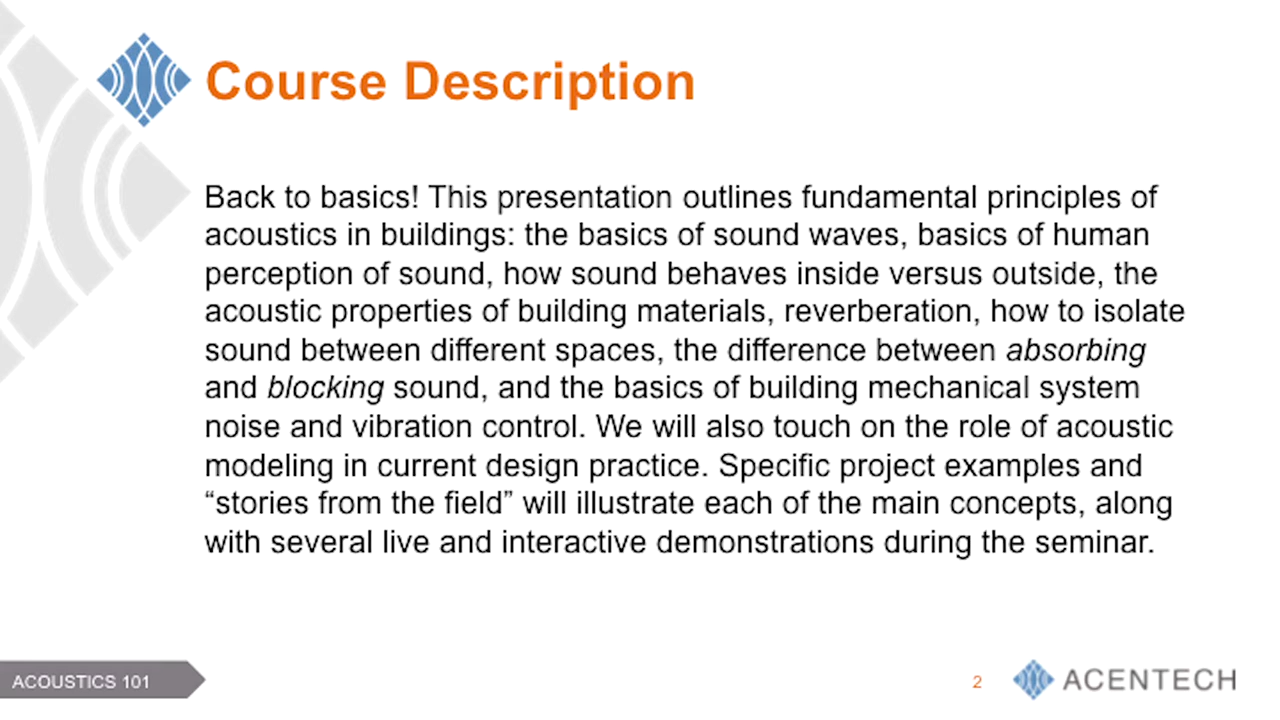 Course Description
Back to basics! This presentation outlines fundamental principles of
acoustics in buildings: the basics of sound waves, basics of human
perception of sound, how sound behaves inside versus outside, the
acoustic properties of building materials, reverberation, how to isolate
sound between different spaces, the difference between absorbing
and blocking sound, and the basics of building mechanical system
noise and vibration control. We will also touch on the role of acoustic
modeling in current design practice. Specific project examples and
“stories from the field” will illustrate each of the main concepts, along
with several live and interactive demonstrations during the seminar.
ACOUSTICS 101
2
ACENTECH